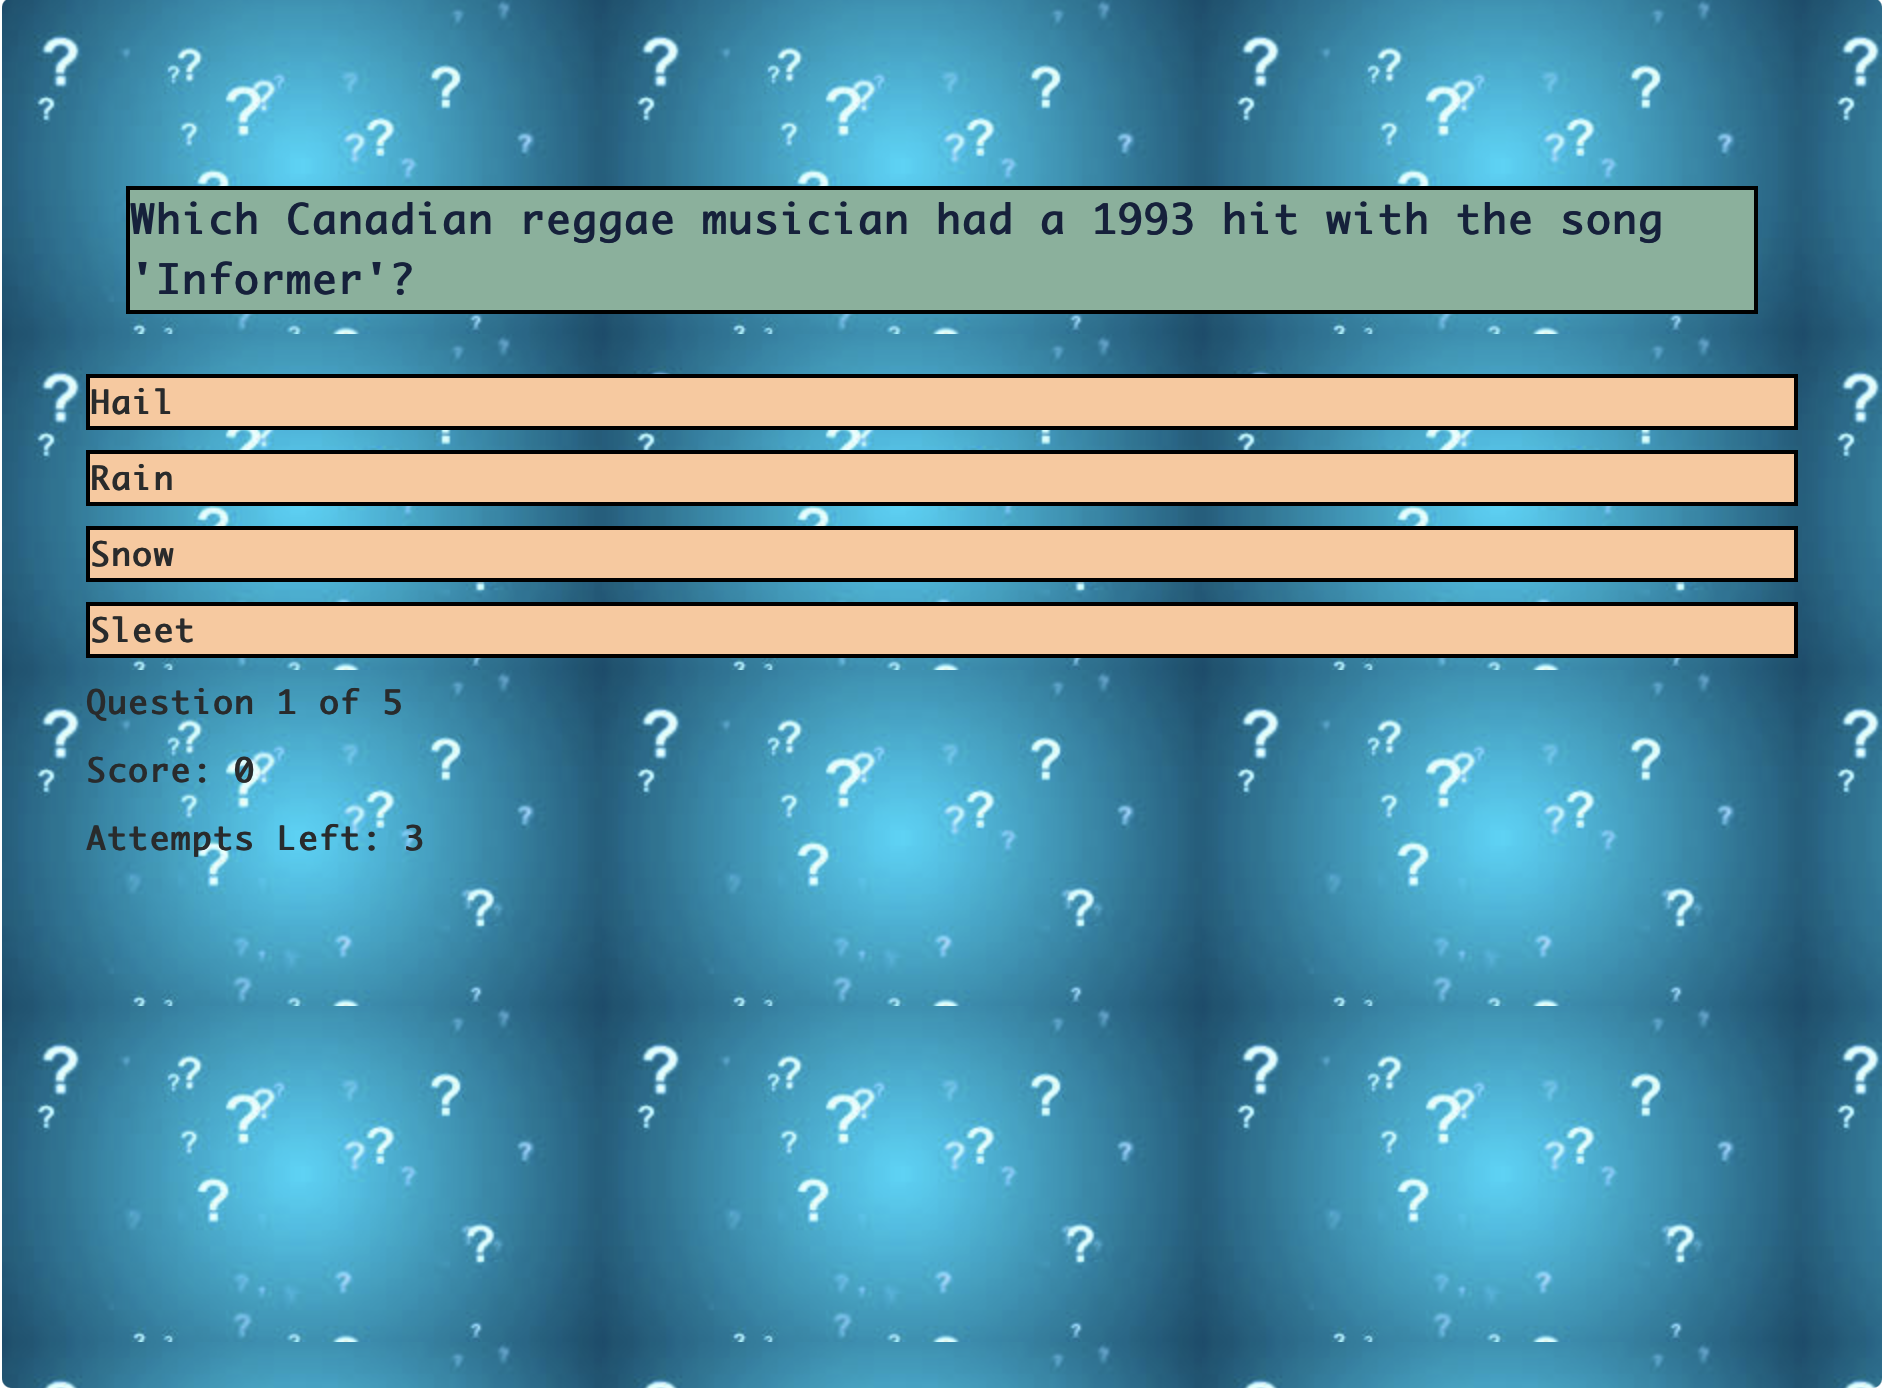 Which Canadian reggae musician had a 1993 hit with the song
'Informer'?
Hail
Rain
Snow
Sleet
Question 1 of 5
Score: 0
Attempts Left: 3